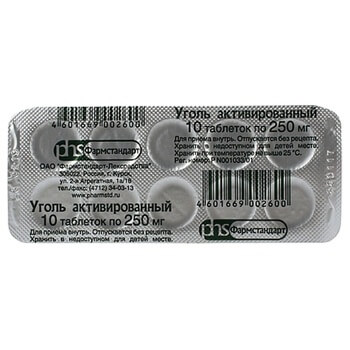 4 601669 002600
Уголь активированный
10 таблеток по 250 мг
Для приема внутрь. Отпускается без рецепта.
Хранить в недоступном для детей месте.
Хранить при температуре не выше 25 °С.
Рег. номер: Р N001033/01
phs Фармстандарт
ОАО "Фармстандарт-Лексредства"
305022, Россия, г. Курск,
ул. 2-я Агрегатная, 1а/18
тел./факс: (4712) 34-03-13
www.pharmstd.ru
Уголь активированный
10 таблеток по 250 мг
Для приема внутрь. Отпускается без рецепта.
Хранить в недоступном для детей месте.
4 601669 002600
phs Фармстандарт